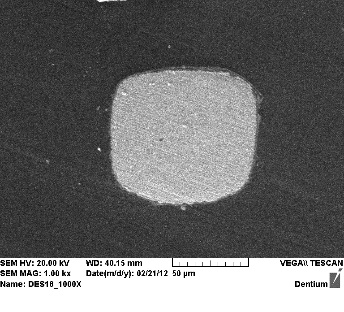 SEM HV: 20.00 kV WD: 40.15 mm VEGA\\ TESCAN
SEM MAG: 1.00 kx Date(m/d/y): 02/21/12 50 µm
Name: DES16_1000X Dentium